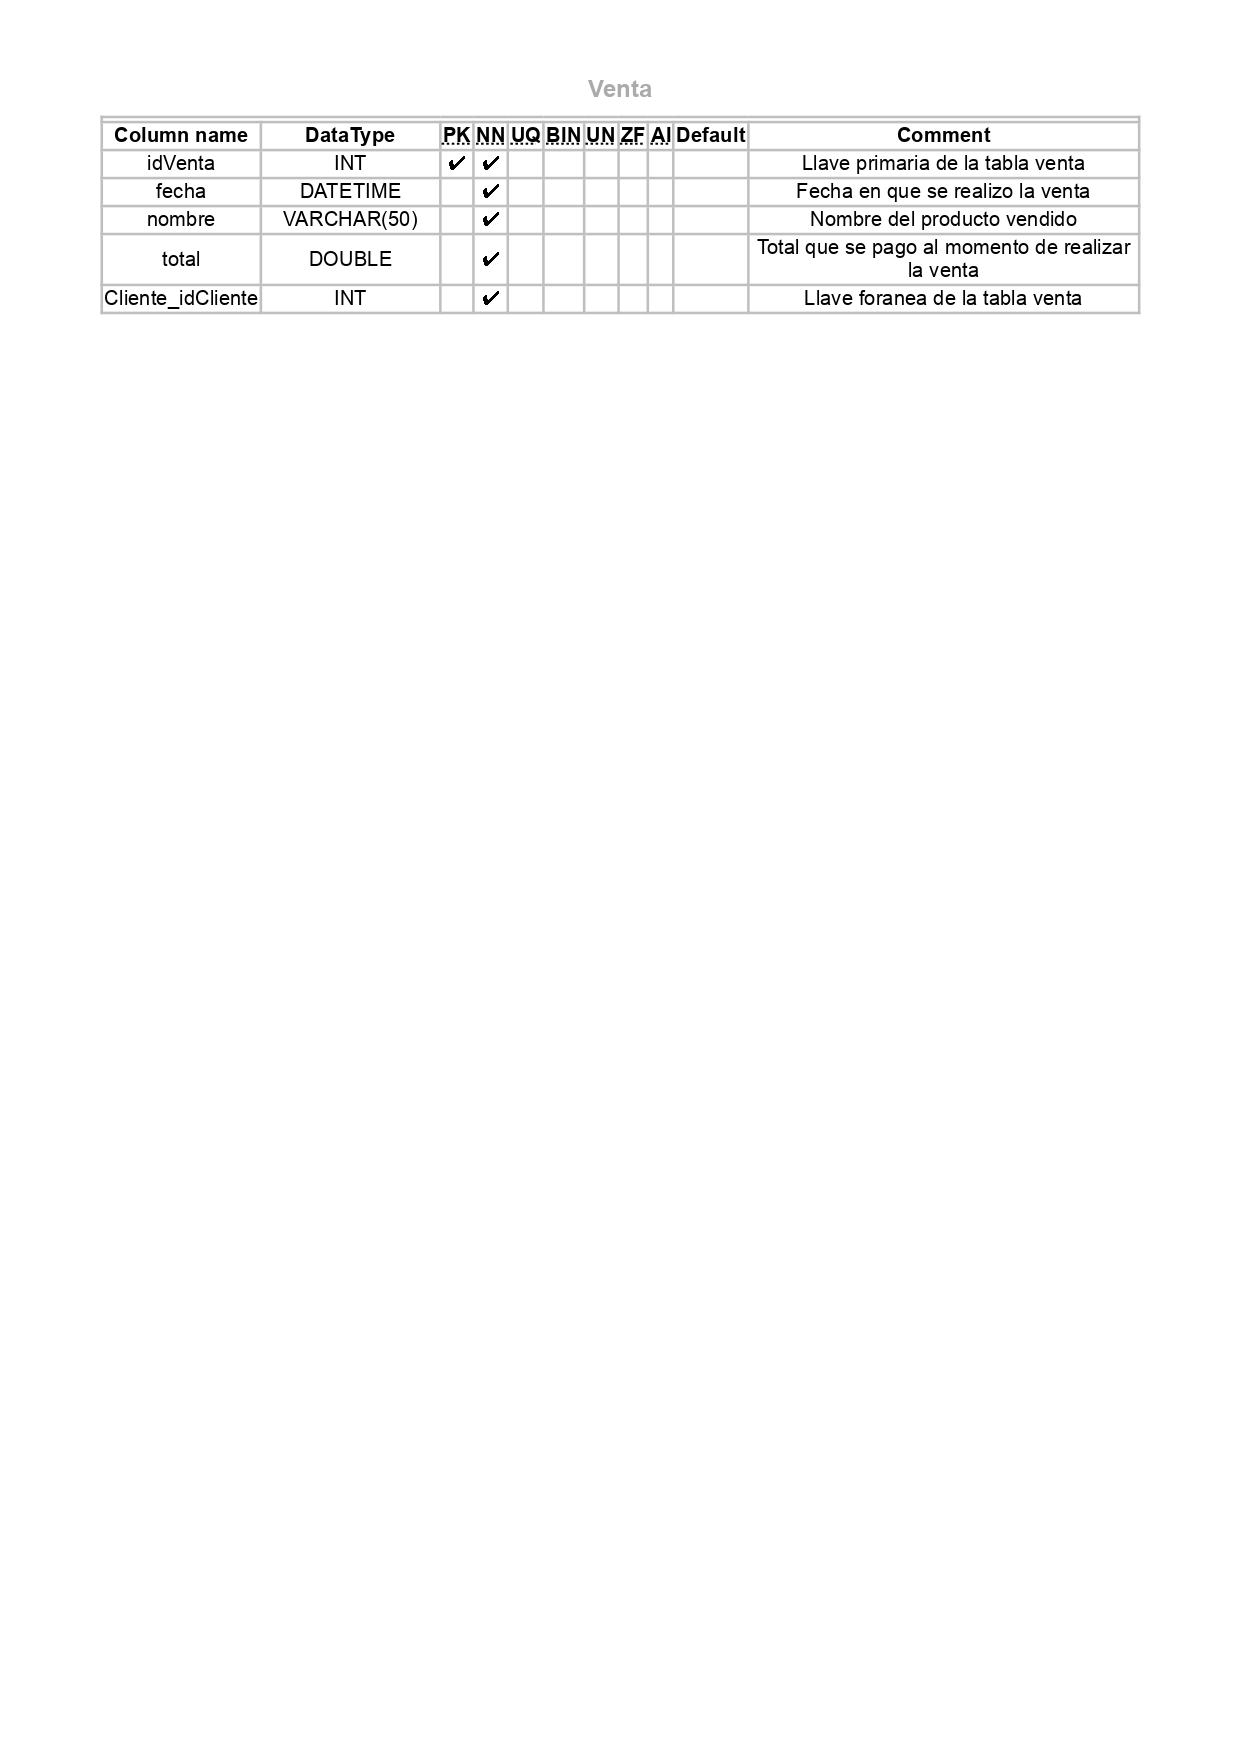 Venta
Column name DataType PK NN UQ BIN UN ZF AI Default Comment
idVenta INT ✔ ✔ Llave primaria de la tabla venta
fecha DATETIME ✔ Fecha en que se realizo la venta
nombre VARCHAR(50) ✔ Nombre del producto vendido
total DOUBLE ✔ Total que se pago al momento de realizar
la venta
Cliente_idCliente INT ✔ Llave foranea de la tabla venta